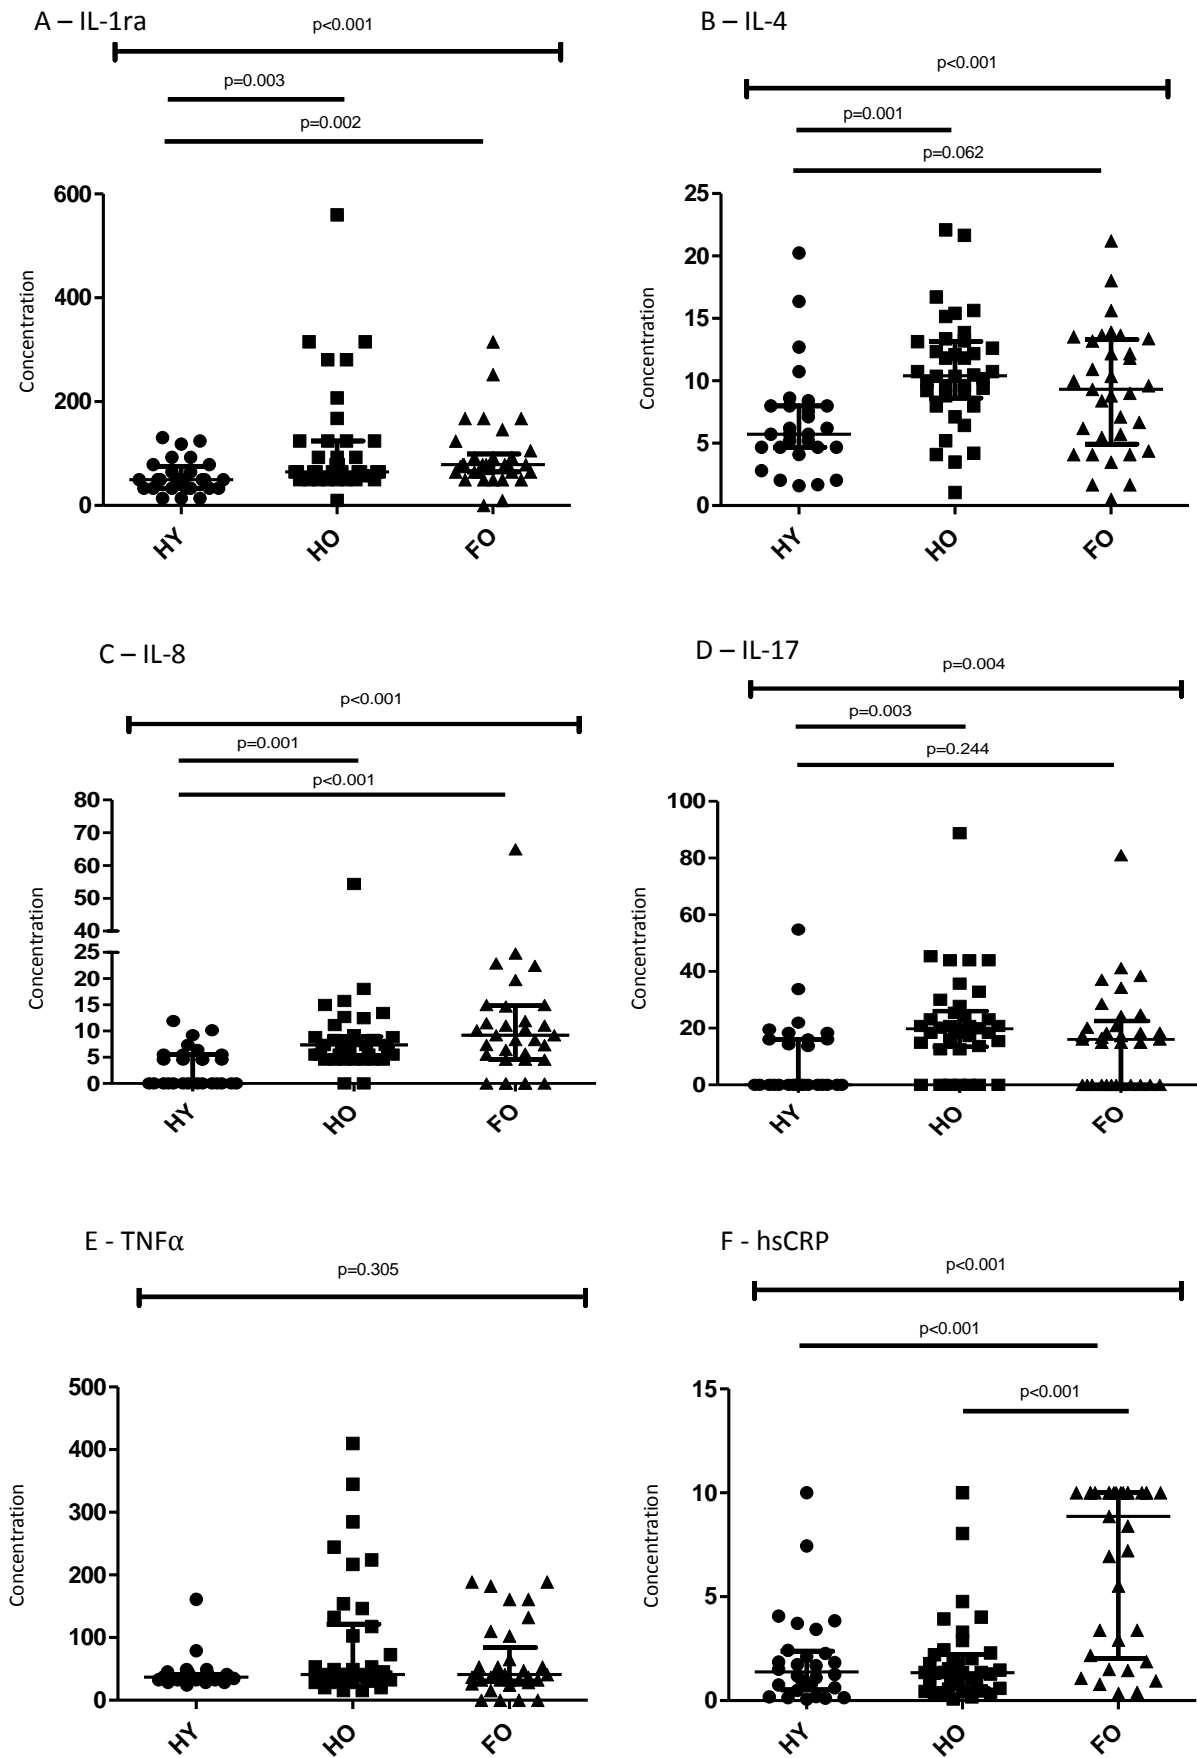 A – IL-1ra
p<0.001
p=0.003
p=0.002
600
400
200
0
Concentration
HY
HO
FO
B – IL-4
p<0.001
p=0.001
p=0.062
25
20
15
10
5
0
Concentration
HY
HO
FO
C – IL-8
p<0.001
p=0.001
p<0.001
80
70
60
50
40
25
20
15
10
5
0
Concentration
HY
HO
FO
D – IL-17
p=0.004
p=0.003
p=0.244
100
80
60
40
20
0
Concentration
HY
HO
FO
E - TNFα
p=0.305
500
400
300
200
100
0
Concentration
HY
HO
FO
F - hsCRP
p<0.001
p<0.001
p<0.001
15
10
5
0
Concentration
HY
HO
FO